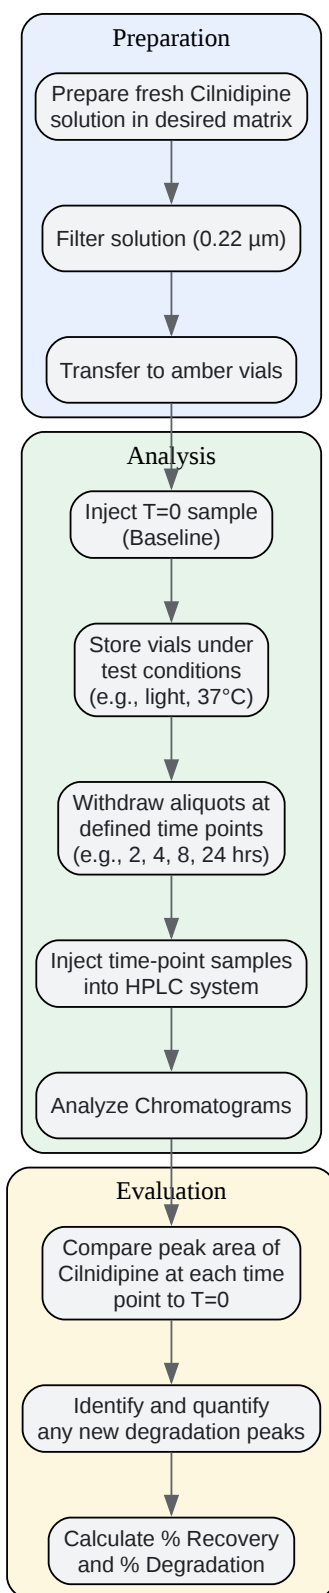 Preparation
Prepare fresh Cilnidipine
solution in desired matrix
Filter solution (0.22 µm)
Transfer to amber vials
Analysis
Inject T=0 sample
(Baseline)
Store vials under
test conditions
(e.g., light, 37°C)
Withdraw aliquots at
defined time points
(e.g., 2, 4, 8, 24 hrs)
Inject time-point samples
into HPLC system
Analyze Chromatograms
Evaluation
Compare peak area of
Cilnidipine at each time
point to T=0
Identify and quantify
any new degradation peaks
Calculate % Recovery
and % Degradation